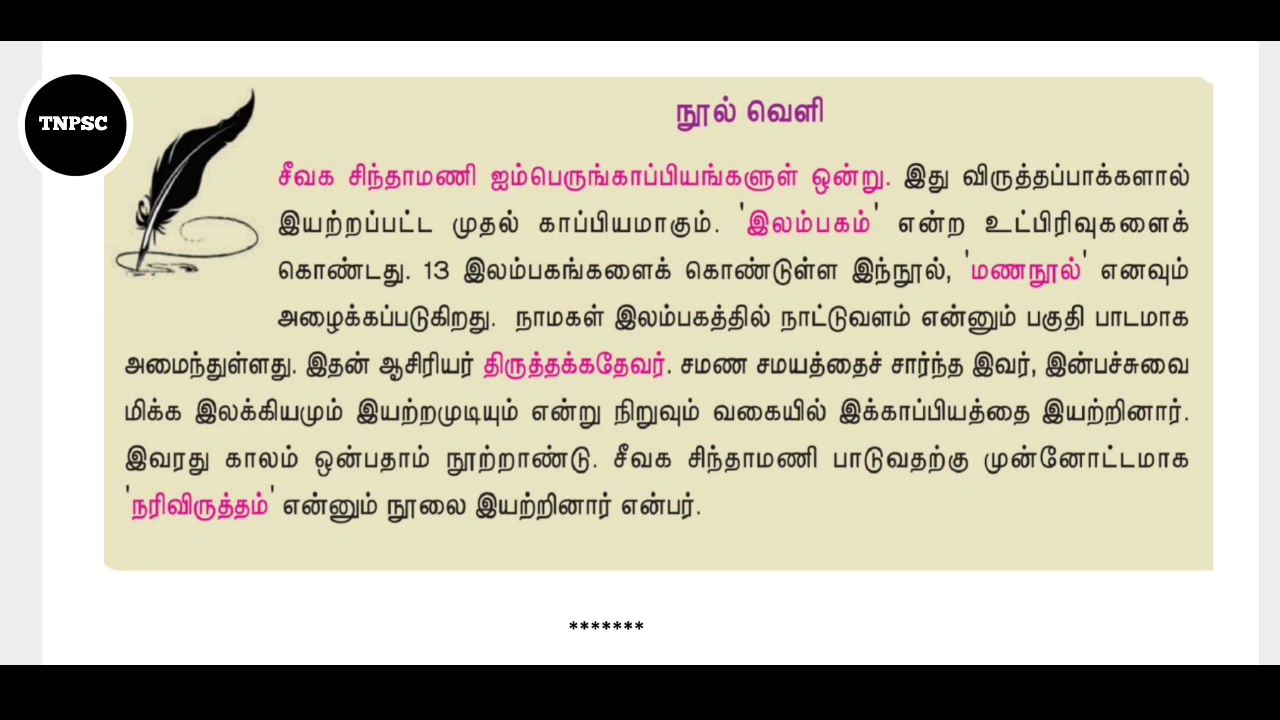 TNPSC
நூல் வெளி
சீவக சிந்தாமணி ஐம்பெருங்காப்பியங்களுள் ஒன்று. இது விருத்தப்பாக்களால்
இயற்றப்பட்ட முதல் காப்பியமாகும். 'இலம்பகம்' என்ற உட்பிரிவுகளைக்
கொண்டது. 13 இலம்பகங்களைக் கொண்டுள்ள இந்நூல், 'மணநூல்' எனவும்
அழைக்கப்படுகிறது. நாமகள் இலம்பகத்தில் நாட்டுவளம் என்னும் பகுதி பாடமாக
அமைந்துள்ளது. இதன் ஆசிரியர் திருத்தக்கதேவர். சமண சமயத்தைச் சார்ந்த இவர், இன்பச்சுவை
மிக்க இலக்கியமும் இயற்றமுடியும் என்று நிறுவும் வகையில் இக்காப்பியத்தை இயற்றினார்.
இவரது காலம் ஒன்பதாம் நூற்றாண்டு. சீவக சிந்தாமணி பாடுவதற்கு முன்னோட்டமாக
'நரிவிருத்தம்' என்னும் நூலை இயற்றினார் என்பர்.
*******